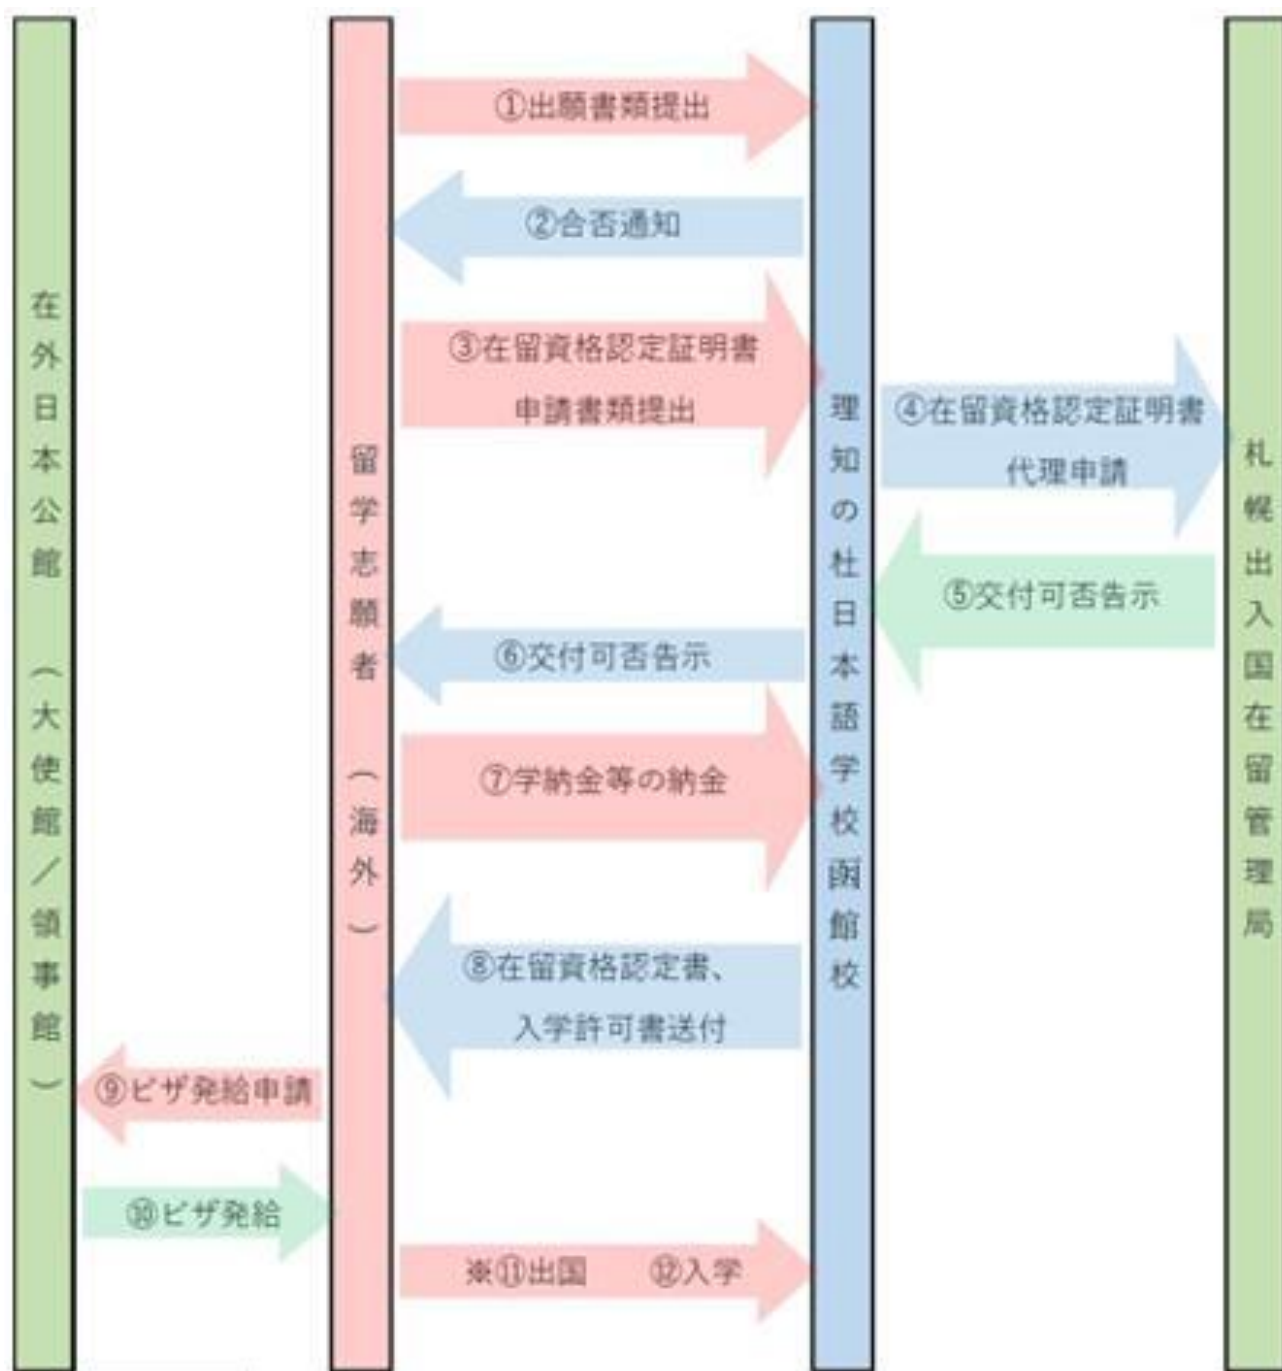 在外日本公館 （大使館／領事館）
留学志願者 （海外）
理知の杜日本語学校函館校
札幌出入国在留管理局
①出願書類提出
②合否通知
③在留資格認定証明書
申請書類提出
④在留資格認定証明書
代理申請
⑤交付可否告示
⑥交付可否告示
⑦学納金等の納金
⑧在留資格認定書、
入学許可書送付
⑨ビザ発給申請
⑩ビザ発給
※⑪出国 ⑫入学